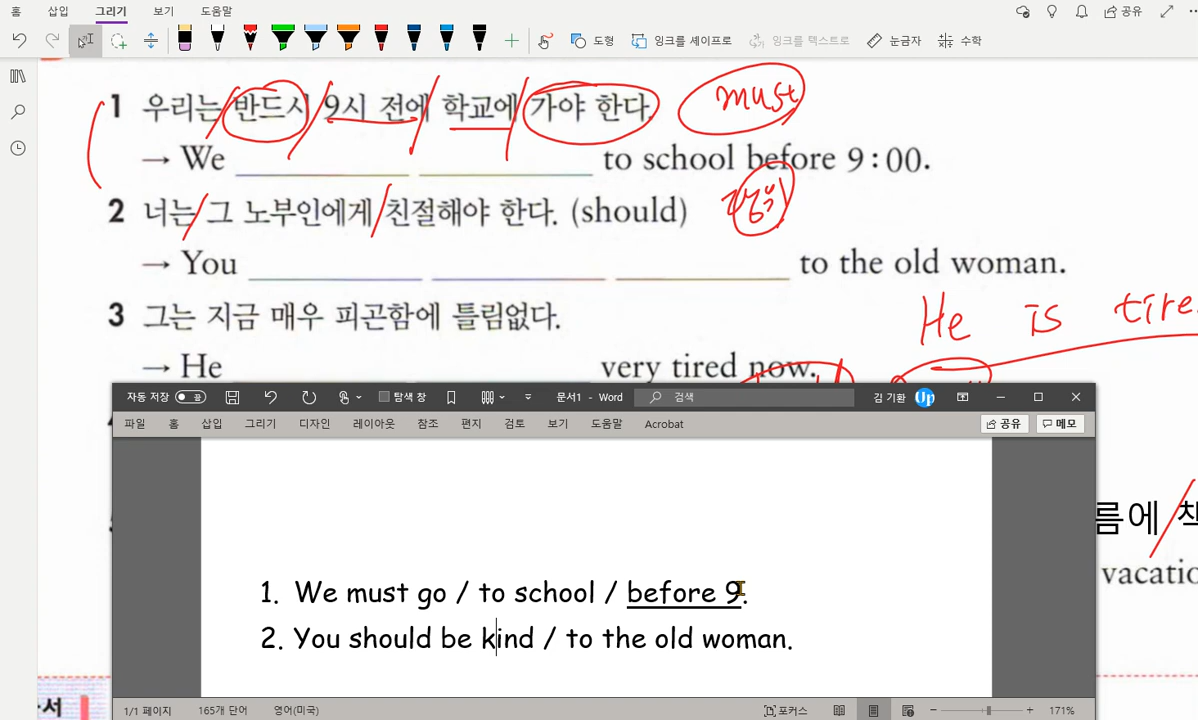 홈 삽입 그리기 보기 도움말 공유
도형 잉크를 셰이프로 잉크를 텍스트로 눈금자 수학
1 우리는 반드시 9시 전에 학교에 가야 한다. must
→ We to school before 9:00.
2 너는 그 노부인에게 친절해야 한다. (should)
→ You to the old woman.
3 그는 지금 매우 피곤함에 틀림없다. He is tire
→ He very tired now.
자동 저장 끔 탐색 창 문서1 - Word 검색 김 기환 Up
파일 홈 삽입 그리기 디자인 레이아웃 참조 편지 검토 보기 도움말 Acrobat 공유 메모
름에 책
vacatio
1. We must go / to school / before 9.
2. You should be kind / to the old woman.
서
1/1 페이지 165개 단어 영어(미국) 포커스 171%